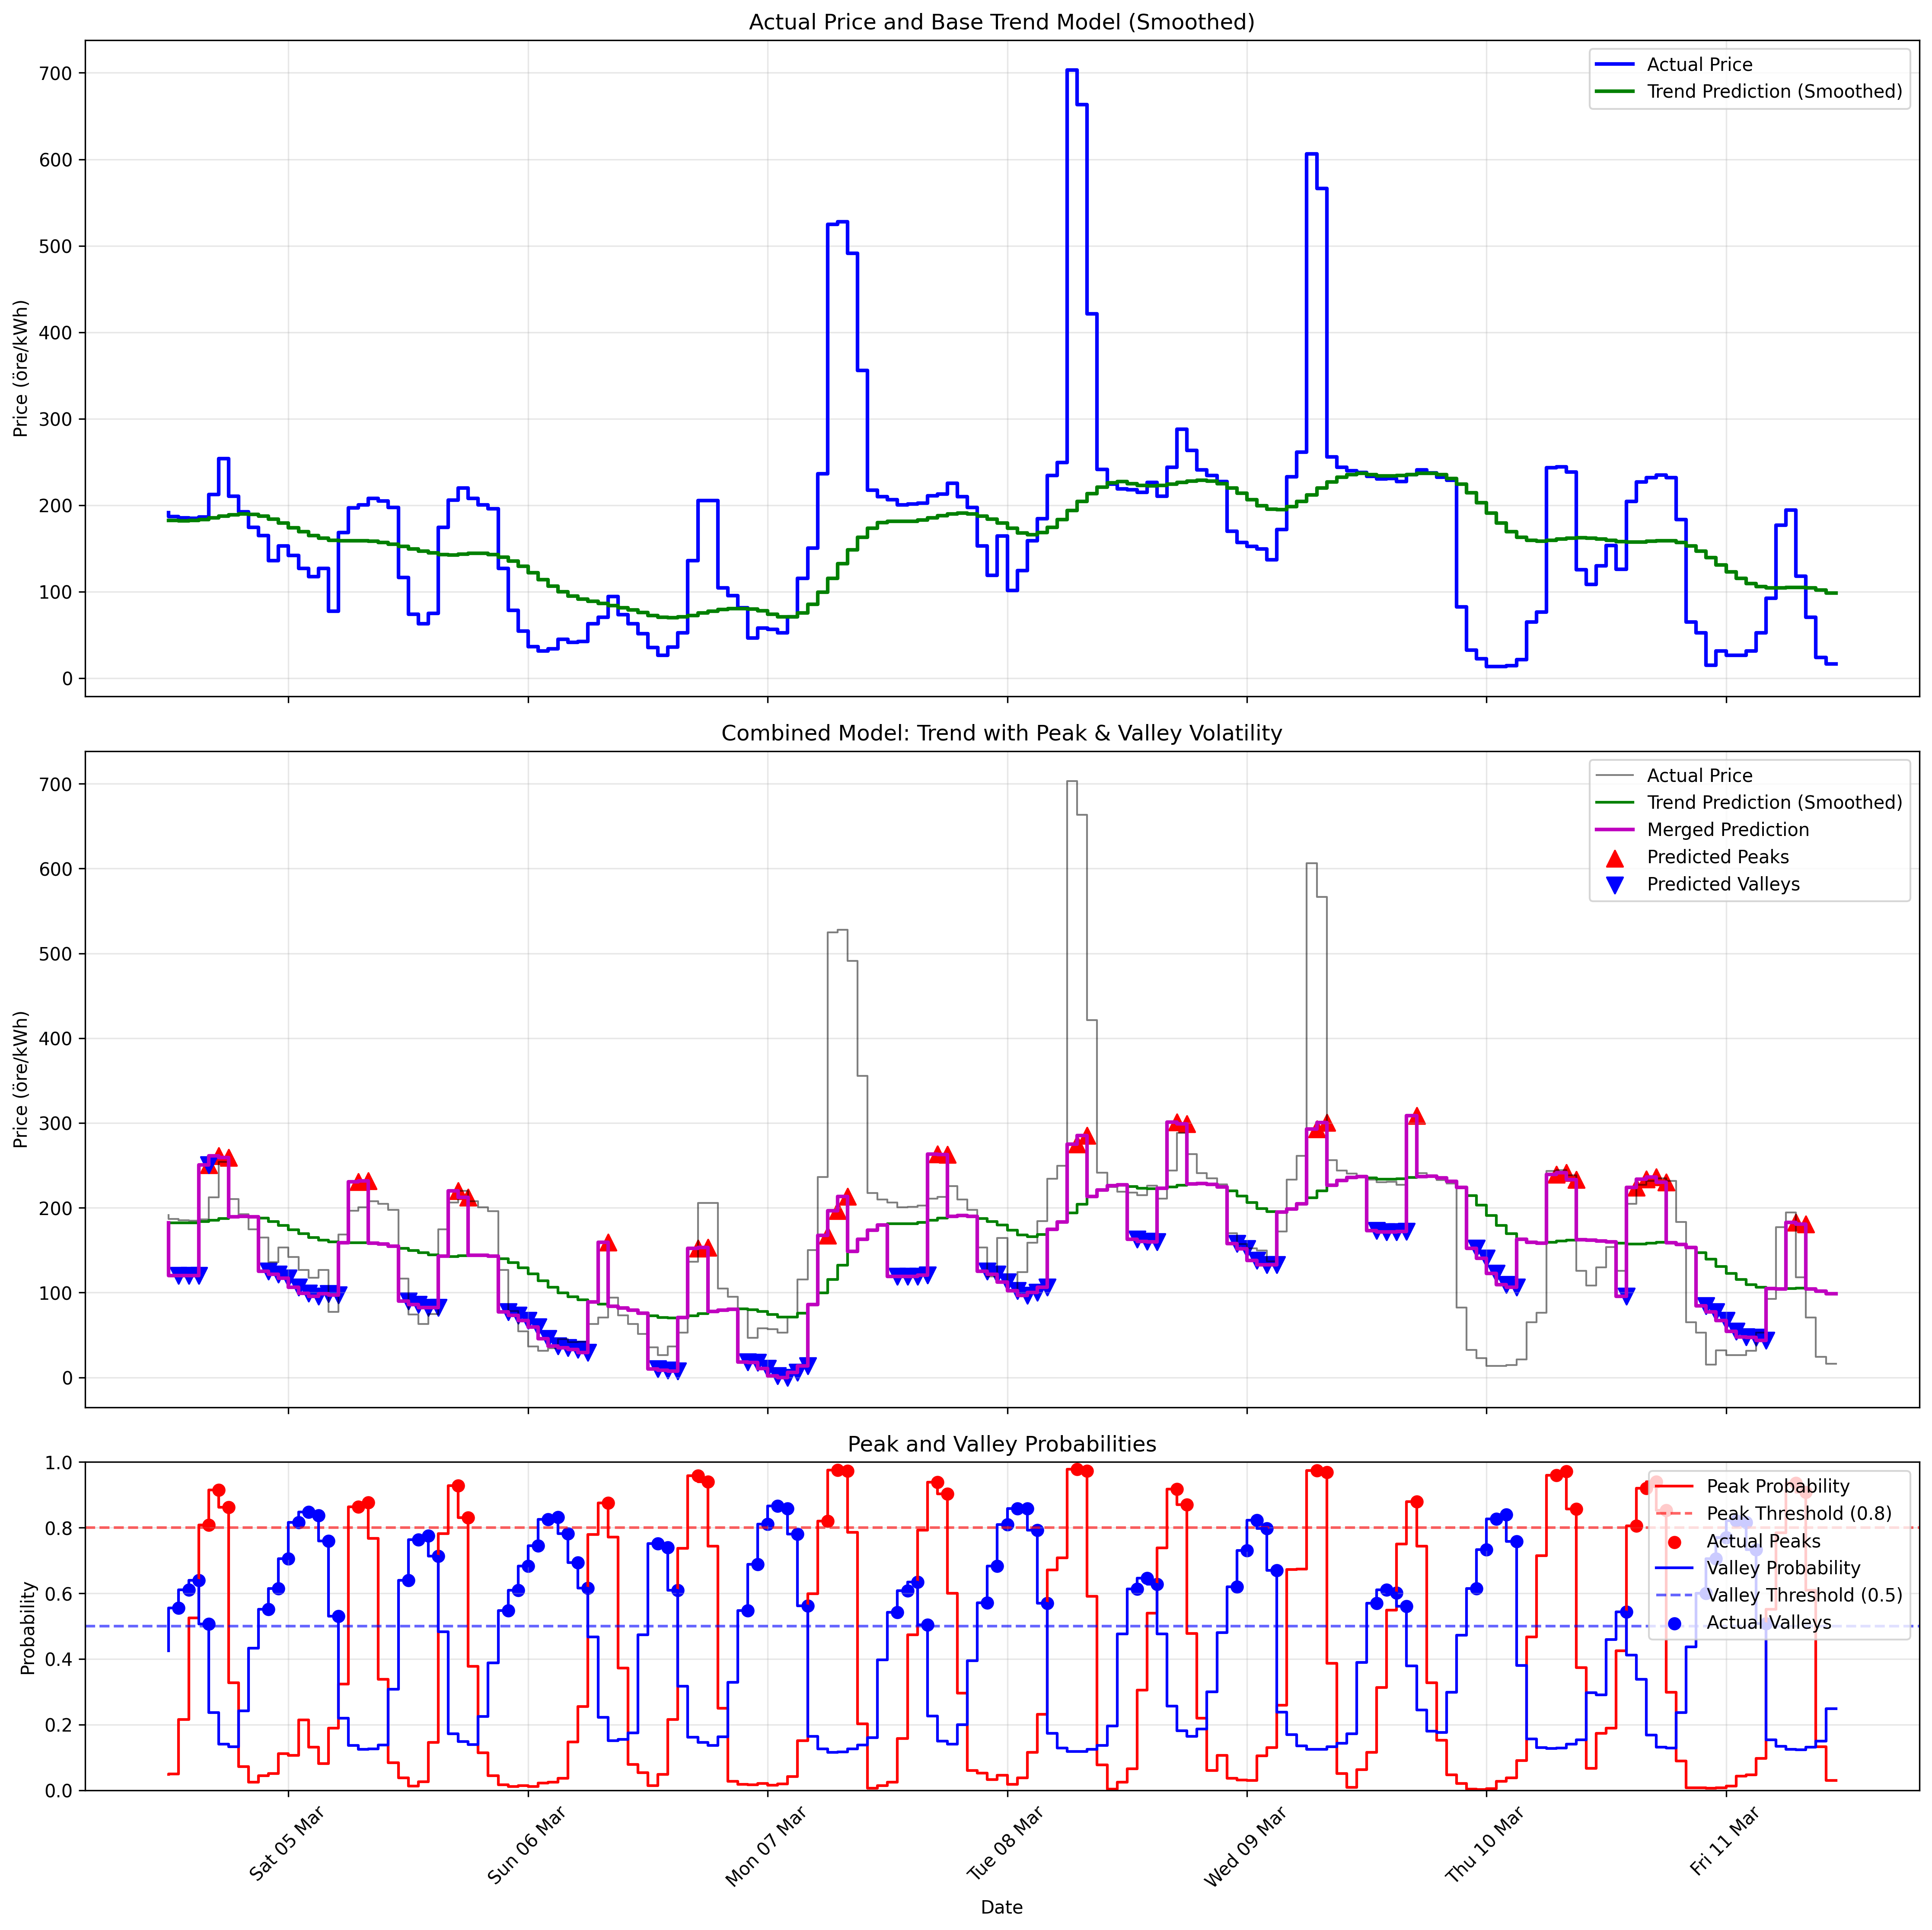 Actual Price and Base Trend Model (Smoothed)
Price (öre/kWh)
700
600
500
400
300
200
100
0
Actual Price
Trend Prediction (Smoothed)
Combined Model: Trend with Peak & Valley Volatility
Price (öre/kWh)
700
600
500
400
300
200
100
0
Actual Price
Trend Prediction (Smoothed)
Merged Prediction
Predicted Peaks
Predicted Valleys
Peak and Valley Probabilities
Probability
1.0
0.8
0.6
0.4
0.2
0.0
Peak Probability
Peak Threshold (0.8)
Actual Peaks
Valley Probability
Valley Threshold (0.5)
Actual Valleys
Sat 05 Mar
Sun 06 Mar
Mon 07 Mar
Tue 08 Mar
Wed 09 Mar
Thu 10 Mar
Fri 11 Mar
Date